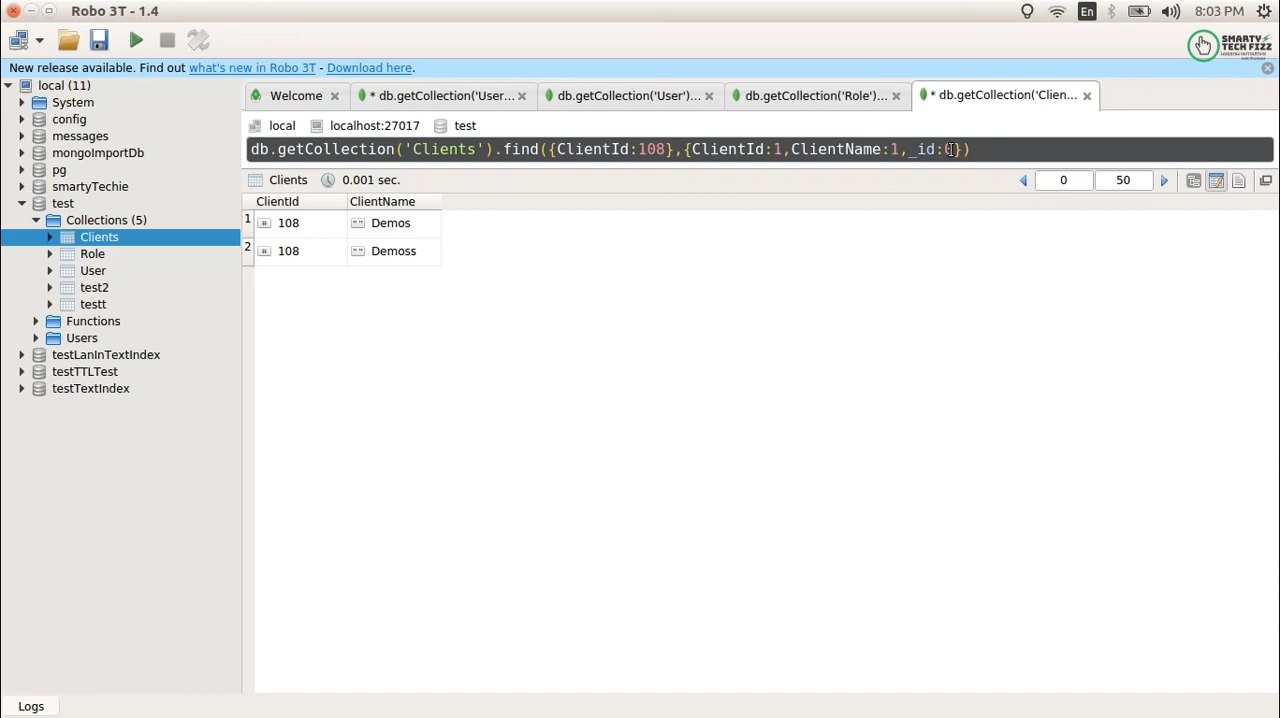 Robo 3T - 1.4
En
8:03 PM
SMARTY
TECH FIZZ
New release available. Find out what's new in Robo 3T - Download here.
local (11)
System
config
messages
mongoImportDb
pg
smartyTechie
test
Collections (5)
Clients
Role
User
test2
testt
Functions
Users
testLanInTextIndex
testTTLTest
testTextIndex
Welcome
* db.getCollection('User...
db.getCollection('User')...
db.getCollection('Role')...
* db.getCollection('Clien...
local
localhost:27017
test
db.getCollection('Clients').find({ClientId:108},{ClientId:1,ClientName:1,_id:0})
Clients
0.001 sec.
0
50
ClientId ClientName
1 108 Demos
2 108 Demoss
Logs